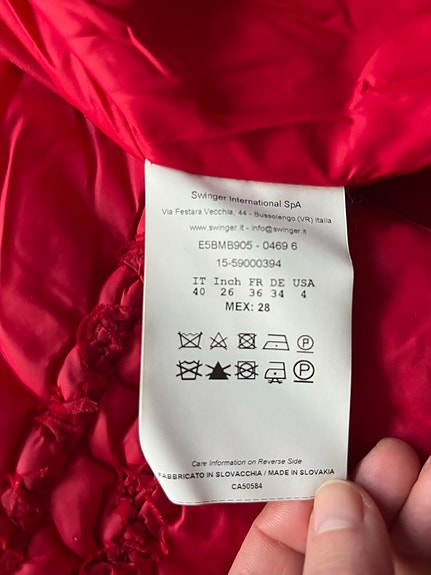 Swinger International SpA
Via Festara Vecchia, 44 - Bussolengo (VR) Italia
www.swinger.it - info@swinger.it
E5BMB905 - 0469 6
15-59000394
IT Inch FR DE USA
40 26 36 34 4
MEX: 28
P
P
Care Information on Reverse Side
FABBRICATO IN SLOVACCHIA / MADE IN SLOVAKIA
CA50584